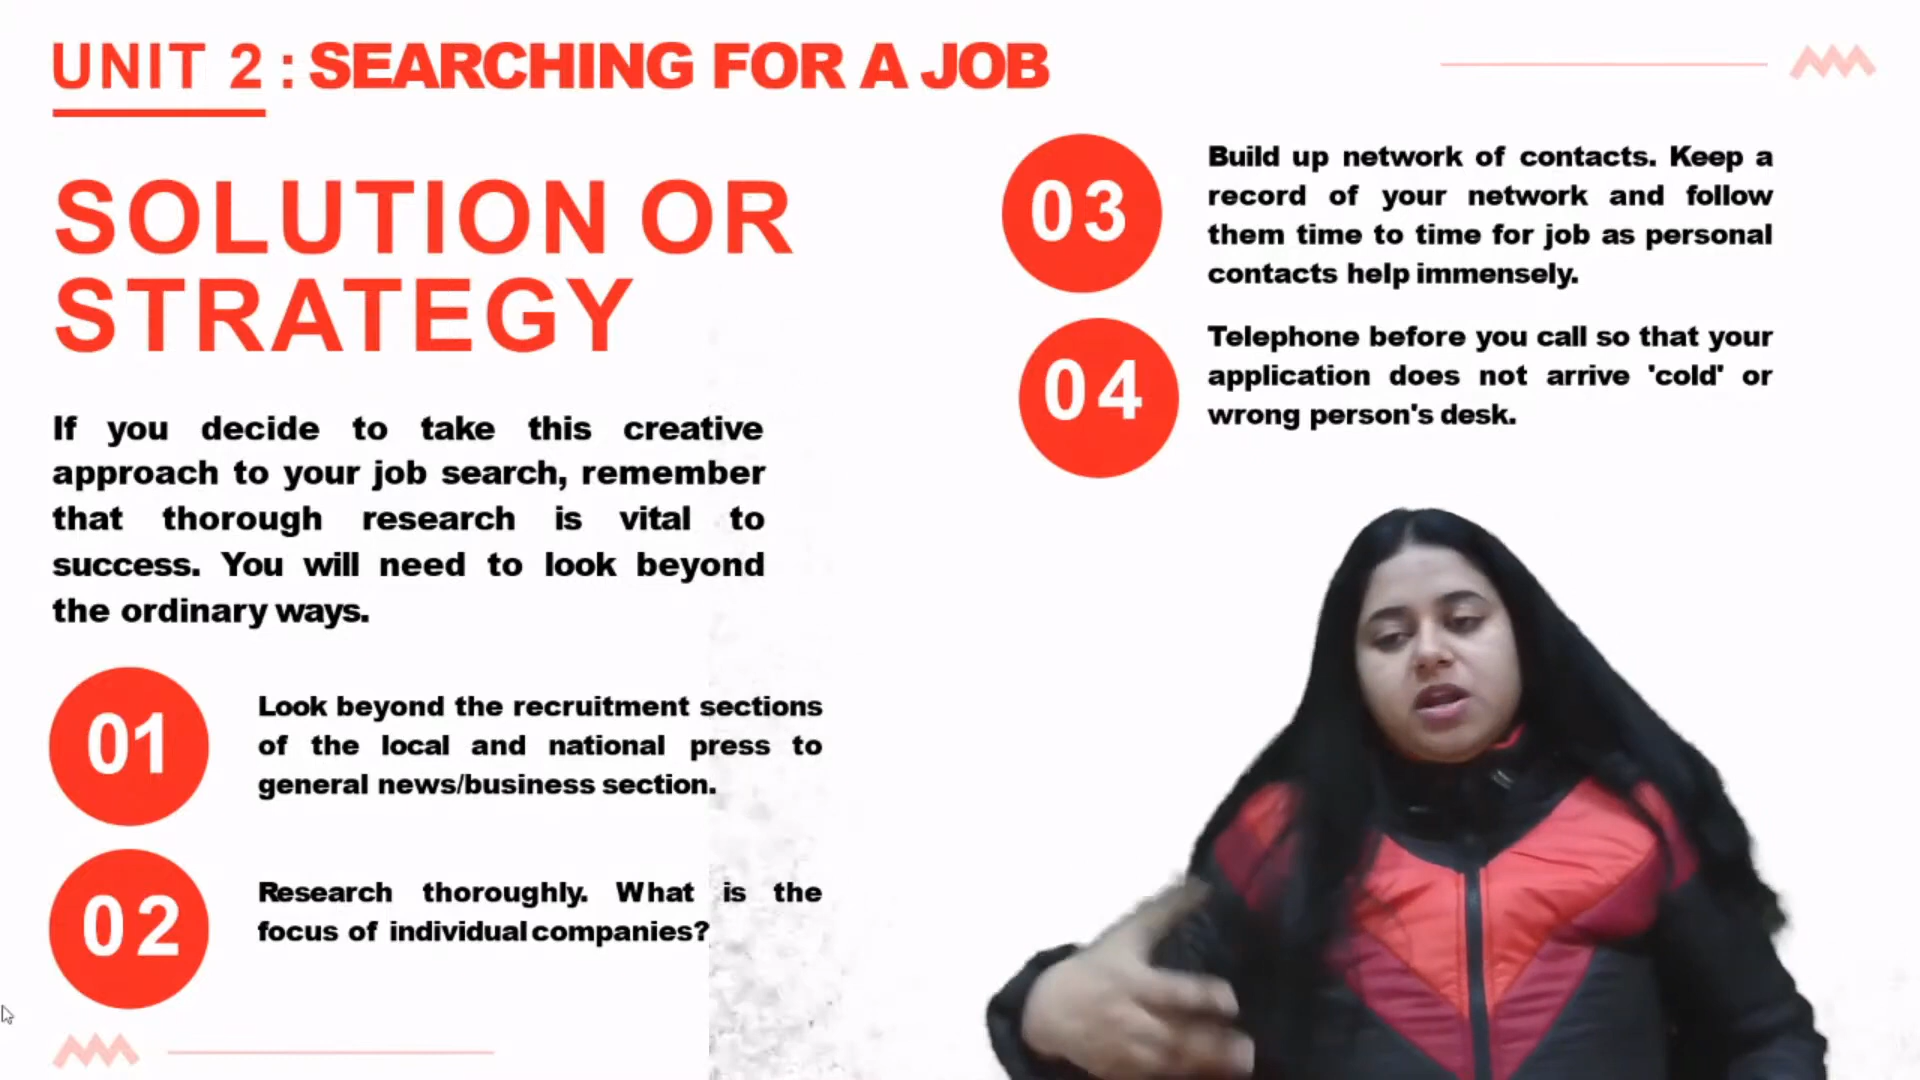 UNIT 2 : SEARCHING FOR A JOB
SOLUTION OR
STRATEGY
If you decide to take this creative
approach to your job search, remember
that thorough research is vital to
success. You will need to look beyond
the ordinary ways.
01
Look beyond the recruitment sections
of the local and national press to
general news/business section.
02
Research thoroughly. What is the
focus of individual companies?
03
Build up network of contacts. Keep a
record of your network and follow
them time to time for job as personal
contacts help immensely.
04
Telephone before you call so that your
application does not arrive 'cold' or
wrong person's desk.